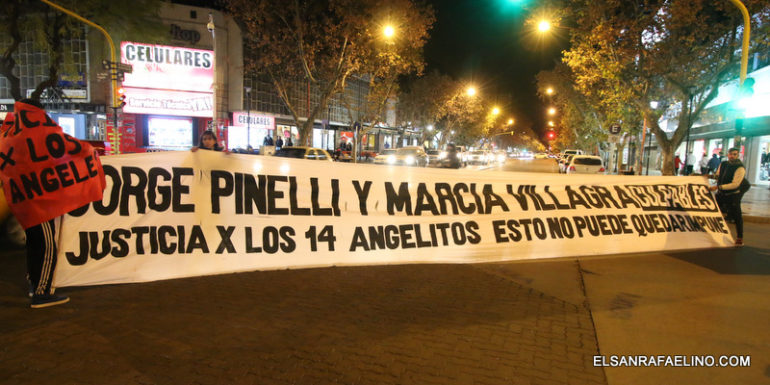 CELULARES
CELULARES
X LOS
ANGELE
JORGE PINELLI Y MARCIA VILLAGRA CULPABLES
JUSTICIA X LOS 14 ANGELITOS ESTO NO PUEDE QUEDAR IMPUNE
E
ELSANRAFAELINO.COM